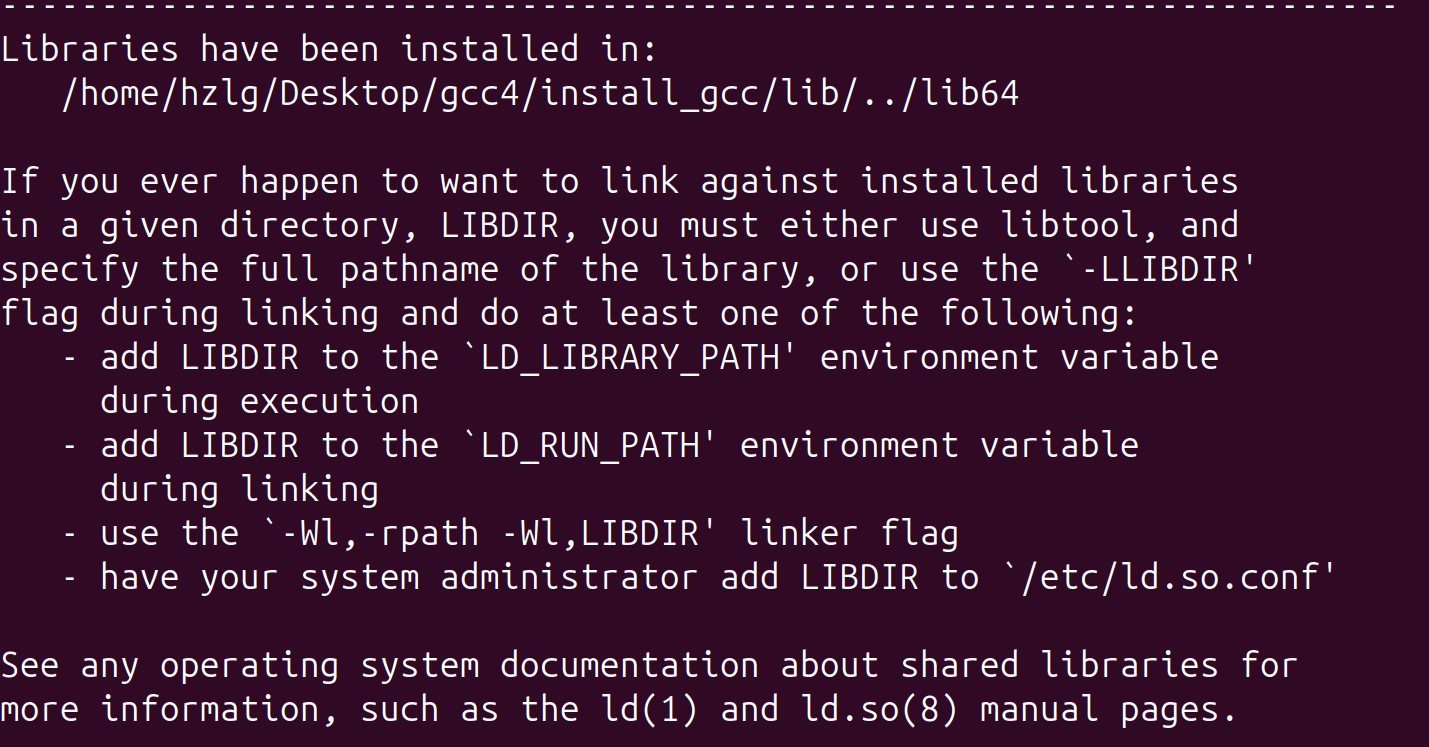 ----------------------------------------------------------------------
Libraries have been installed in:
   /home/hzlg/Desktop/gcc4/install_gcc/lib/../lib64

If you ever happen to want to link against installed libraries
in a given directory, LIBDIR, you must either use libtool, and
specify the full pathname of the library, or use the `-LLIBDIR'
flag during linking and do at least one of the following:
   - add LIBDIR to the `LD_LIBRARY_PATH' environment variable
     during execution
   - add LIBDIR to the `LD_RUN_PATH' environment variable
     during linking
   - use the `-Wl,-rpath -Wl,LIBDIR' linker flag
   - have your system administrator add LIBDIR to `/etc/ld.so.conf'

See any operating system documentation about shared libraries for
more information, such as the ld(1) and ld.so(8) manual pages.